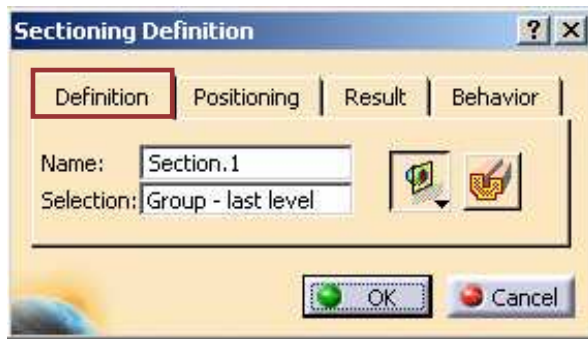 Sectioning Definition
Definition Positioning Result Behavior
Name: Section.1
Selection: Group - last level
OK Cancel